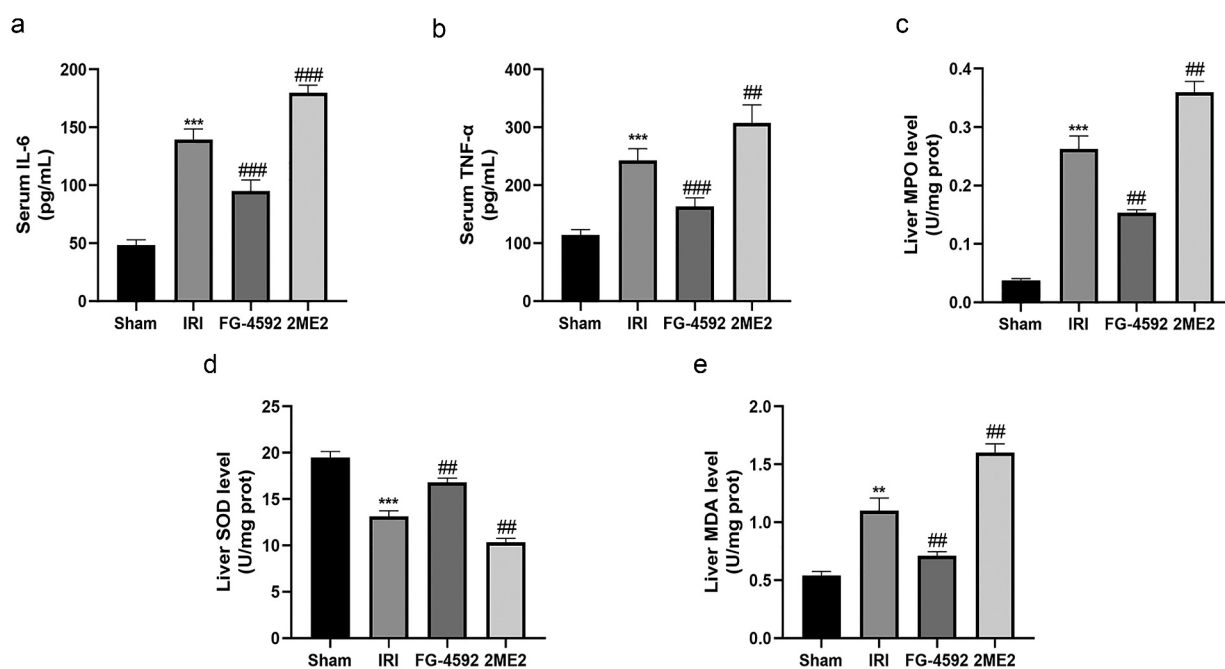 a
Serum IL-6
(pg/mL)
200
150
100
50
0
***
###
###
Sham IRI FG-4592 2ME2
b
Serum TNF-α
(pg/mL)
400
300
200
100
0
***
###
##
Sham IRI FG-4592 2ME2
c
Liver MPO level
(U/mg prot)
0.4
0.3
0.2
0.1
0.0
***
##
##
Sham IRI FG-4592 2ME2
d
Liver SOD level
(U/mg prot)
25
20
15
10
5
0
***
##
##
Sham IRI FG-4592 2ME2
e
Liver MDA level
(U/mg prot)
2.0
1.5
1.0
0.5
0.0
**
##
##
Sham IRI FG-4592 2ME2